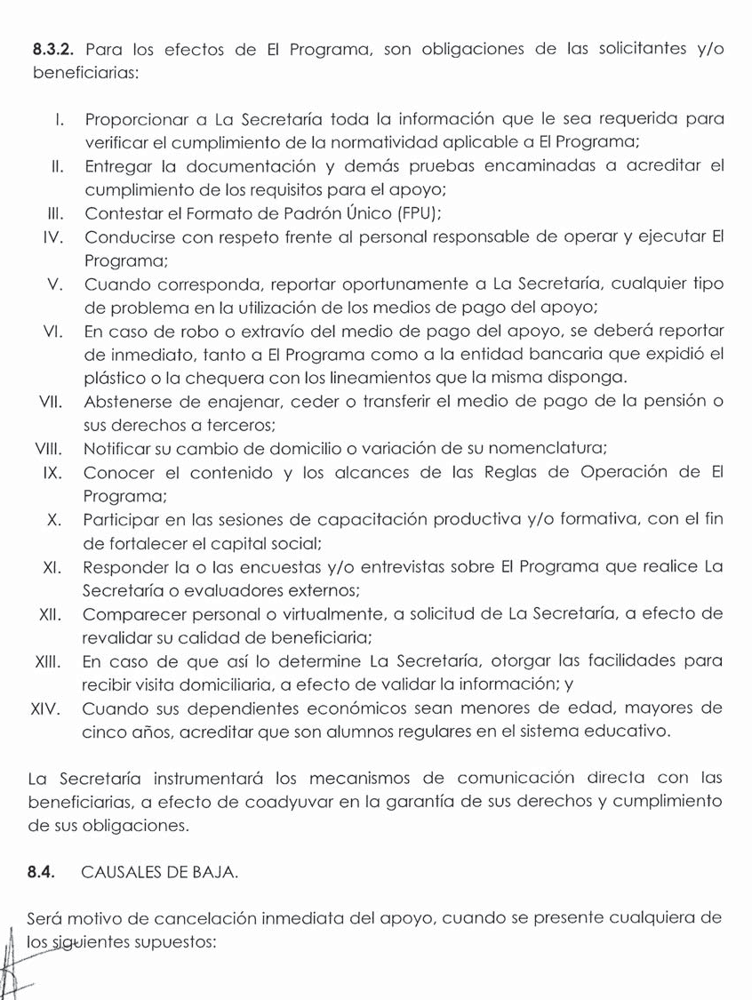 8.3.2. Para los efectos de El Programa, son obligaciones de las solicitantes y/o
beneficiarias:
I. Proporcionar a La Secretaría toda la información que le sea requerida para
verificar el cumplimiento de la normatividad aplicable a El Programa;
II. Entregar la documentación y demás pruebas encaminadas a acreditar el
cumplimiento de los requisitos para el apoyo;
III. Contestar el Formato de Padrón Único (FPU);
IV. Conducirse con respeto frente al personal responsable de operar y ejecutar El
Programa;
V. Cuando corresponda, reportar oportunamente a La Secretaría, cualquier tipo
de problema en la utilización de los medios de pago del apoyo;
VI. En caso de robo o extravío del medio de pago del apoyo, se deberá reportar
de inmediato, tanto a El Programa como a la entidad bancaria que expidió el
plástico o la chequera con los lineamientos que la misma disponga.
VII. Abstenerse de enajenar, ceder o transferir el medio de pago de la pensión o
sus derechos a terceros;
VIII. Notificar su cambio de domicilio o variación de su nomenclatura;
IX. Conocer el contenido y los alcances de las Reglas de Operación de El
Programa;
X. Participar en las sesiones de capacitación productiva y/o formativa, con el fin
de fortalecer el capital social;
XI. Responder la o las encuestas y/o entrevistas sobre El Programa que realice La
Secretaría o evaluadores externos;
XII. Comparecer personal o virtualmente, a solicitud de La Secretaría, a efecto de
revalidar su calidad de beneficiaria;
XIII. En caso de que así lo determine La Secretaría, otorgar las facilidades para
recibir visita domiciliaria, a efecto de validar la información; y
XIV. Cuando sus dependientes económicos sean menores de edad, mayores de
cinco años, acreditar que son alumnos regulares en el sistema educativo.
La Secretaría instrumentará los mecanismos de comunicación directa con las
beneficiarias, a efecto de coadyuvar en la garantía de sus derechos y cumplimiento
de sus obligaciones.
8.4. CAUSALES DE BAJA.
Será motivo de cancelación inmediata del apoyo, cuando se presente cualquiera de
los siguientes supuestos: